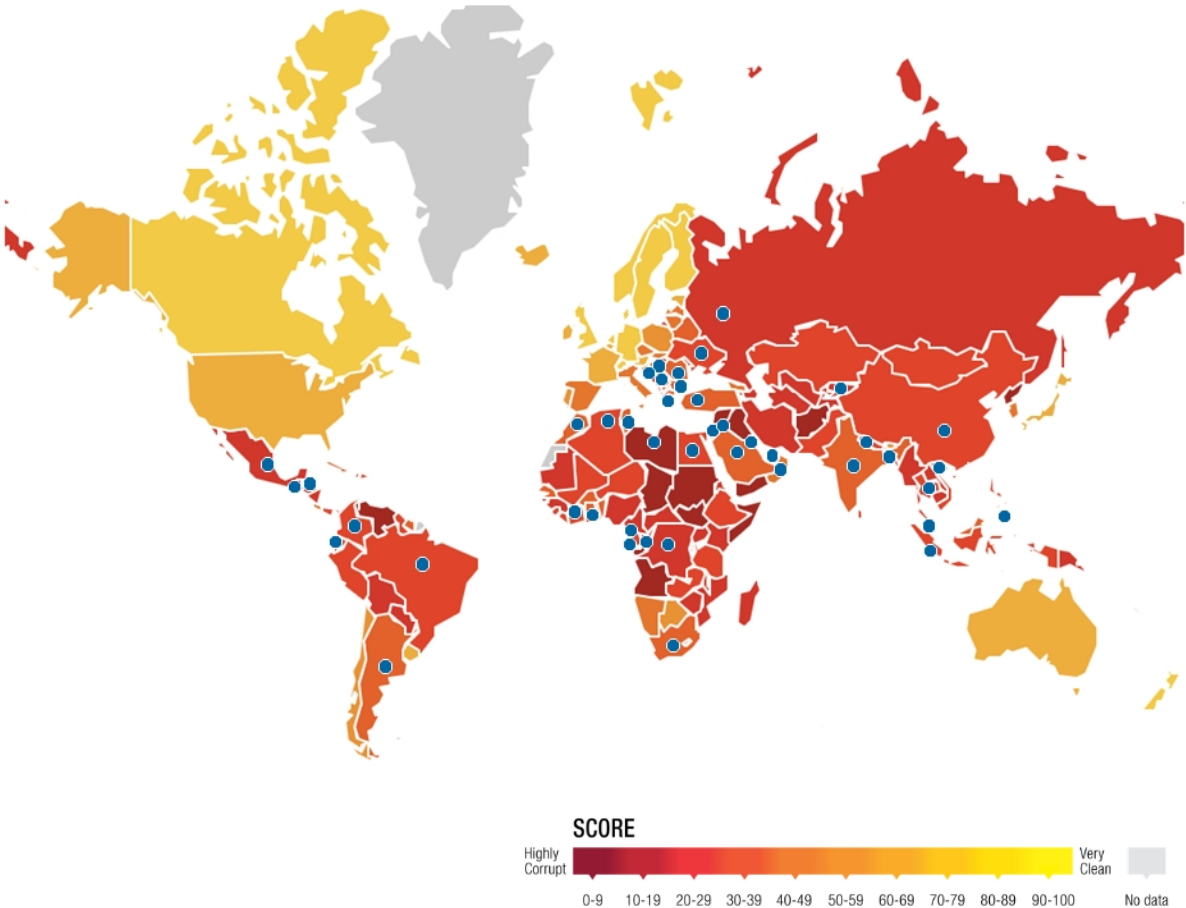 SCORE
Highly
Corrupt
Very
Clean
0-9 10-19 20-29 30-39 40-49 50-59 60-69 70-79 80-89 90-100 No data